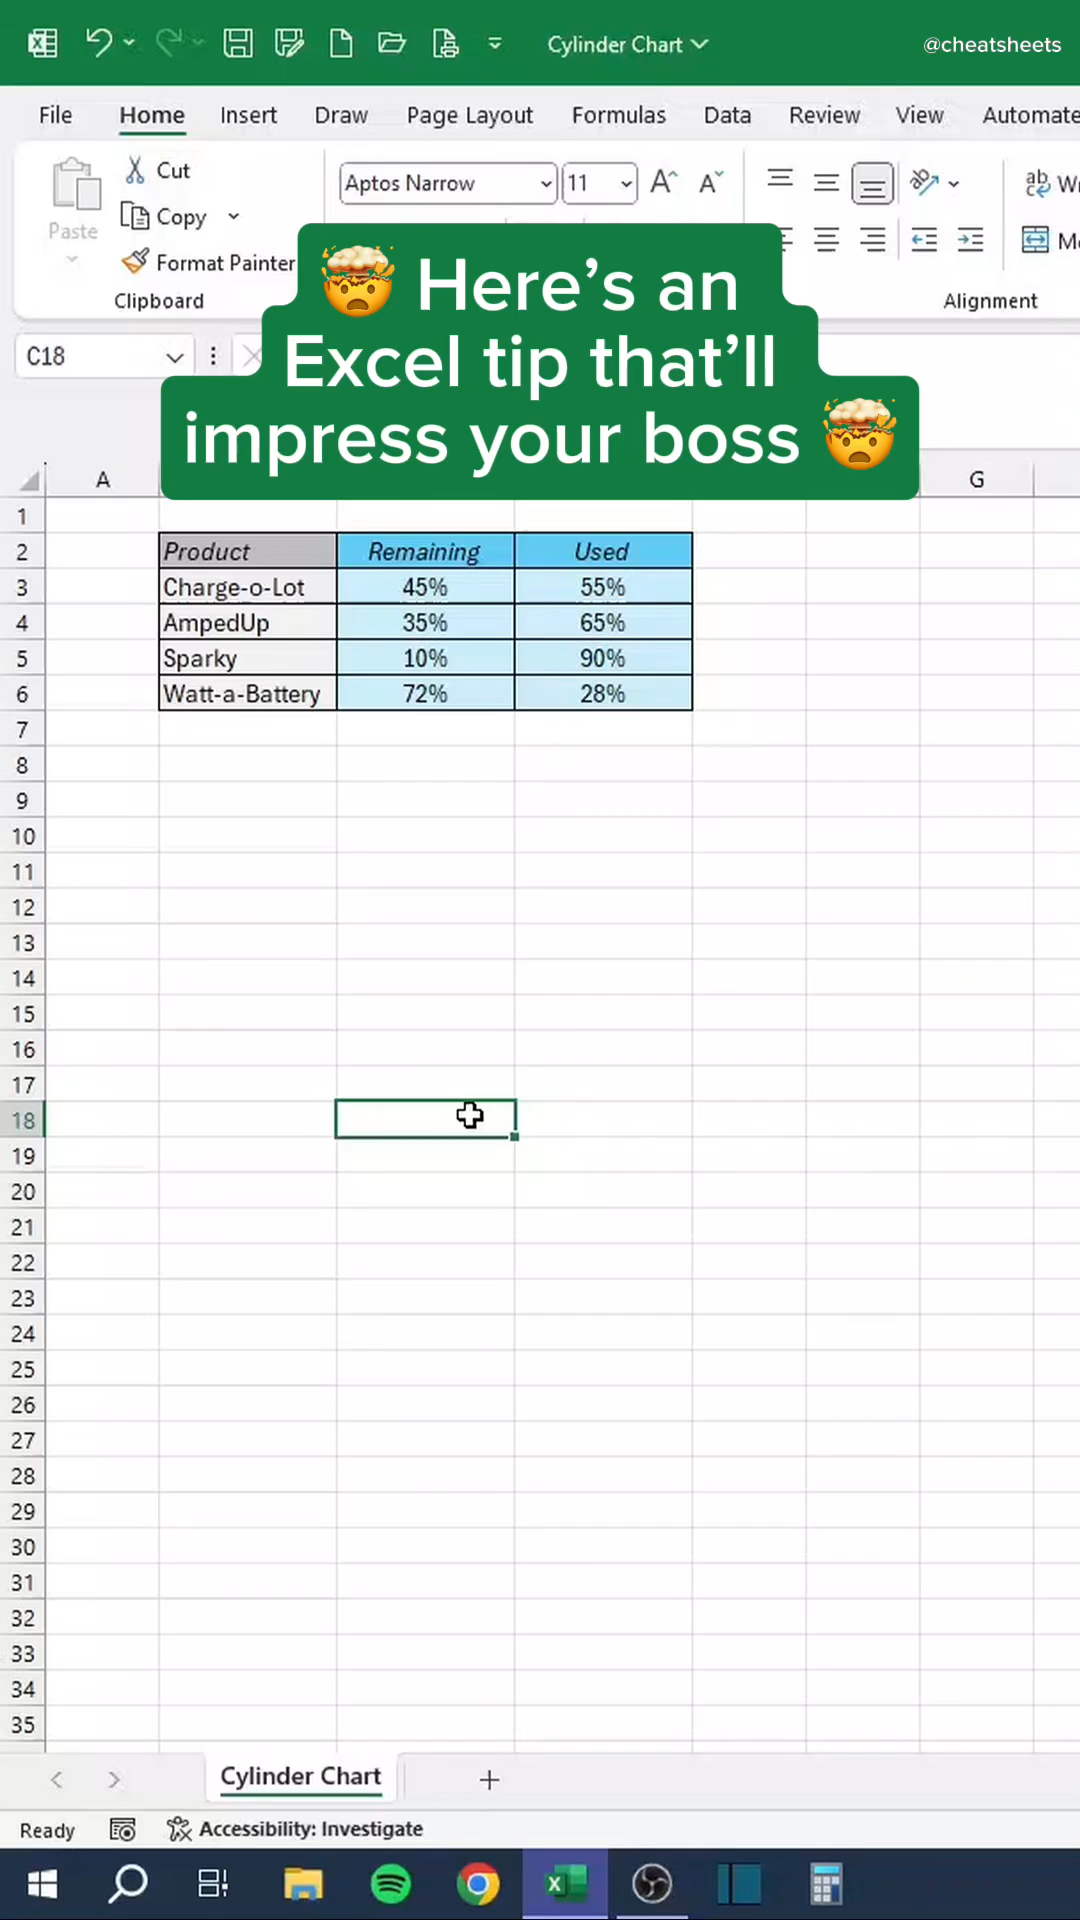 Cylinder Chart
@cheatsheets
File Home Insert Draw Page Layout Formulas Data Review View Automate
Cut
Copy
Paste
Format Painter
Clipboard
Aptos Narrow 11
Alignment
🤯 Here’s an
Excel tip that’ll
impress your boss 🤯
C18
A G
1
2 Product Remaining Used
3 Charge-o-Lot 45% 55%
4 AmpedUp 35% 65%
5 Sparky 10% 90%
6 Watt-a-Battery 72% 28%
7
8
9
10
11
12
13
14
15
16
17
18
19
20
21
22
23
24
25
26
27
28
29
30
31
32
33
34
35
Cylinder Chart
Ready Accessibility: Investigate